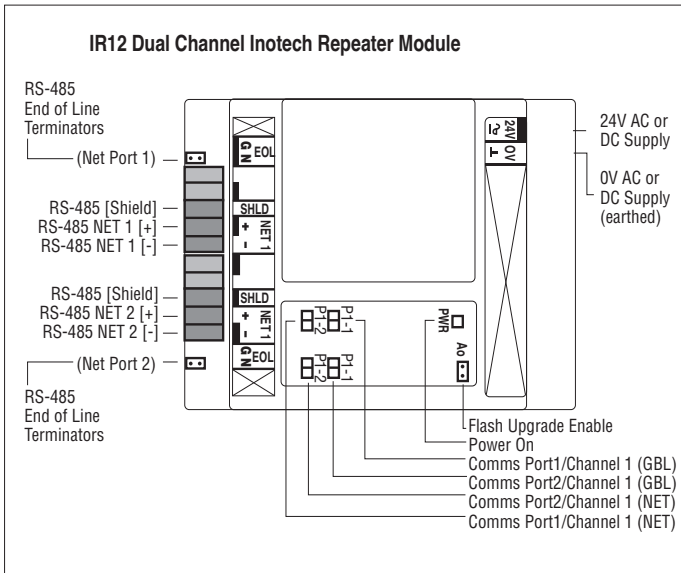 IR12 Dual Channel Inotech Repeater Module
RS-485
End of Line
Terminators
(Net Port 1)
RS-485 [Shield]
RS-485 NET 1 [+]
RS-485 NET 1 [-]
RS-485 [Shield]
RS-485 NET 2 [+]
RS-485 NET 2 [-]
(Net Port 2)
RS-485
End of Line
Terminators
GN EOL
SHLD
+
-
NET 1
SHLD
+
-
NET 1
GN EOL
P1-1
P1-2
P1-1
P1-2
PWR
Ao
24V
0V
24V AC or
DC Supply
0V AC or
DC Supply
(earthed)
Flash Upgrade Enable
Power On
Comms Port1/Channel 1 (GBL)
Comms Port2/Channel 1 (GBL)
Comms Port2/Channel 1 (NET)
Comms Port1/Channel 1 (NET)